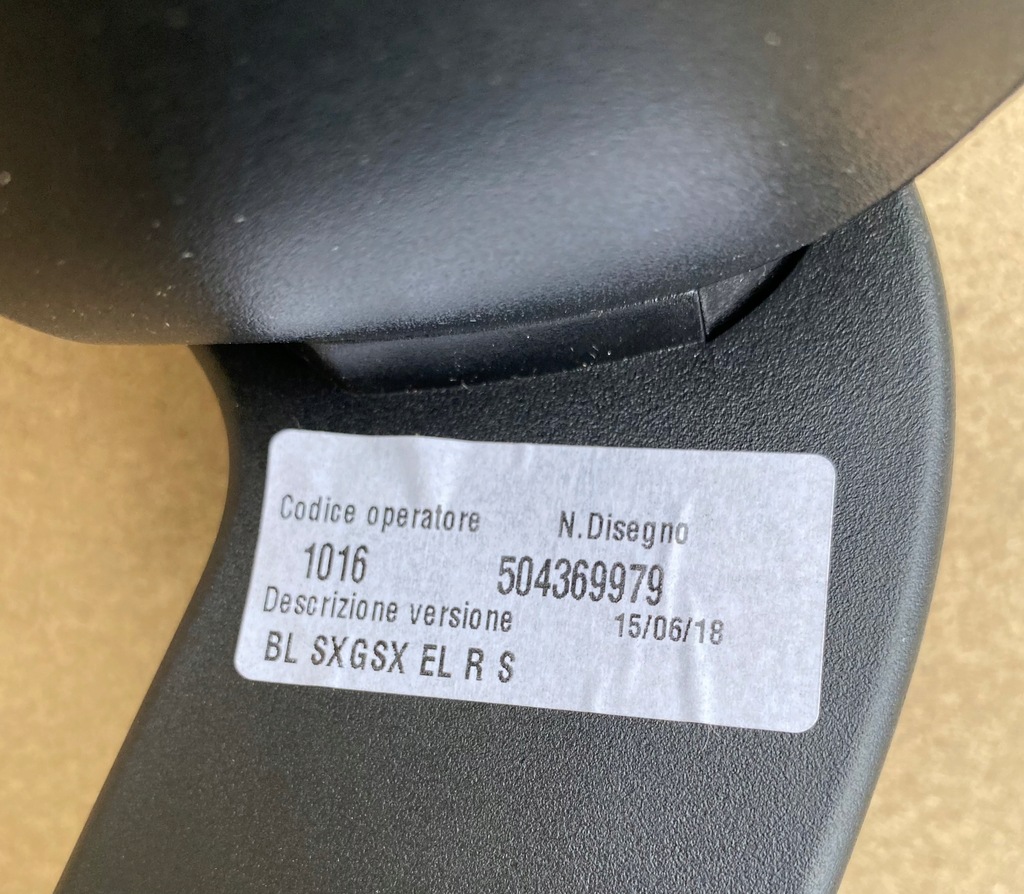 Codice operatore N.Disegno
1016 504369979
Descrizione versione 15/06/18
BL SXGSX EL R S